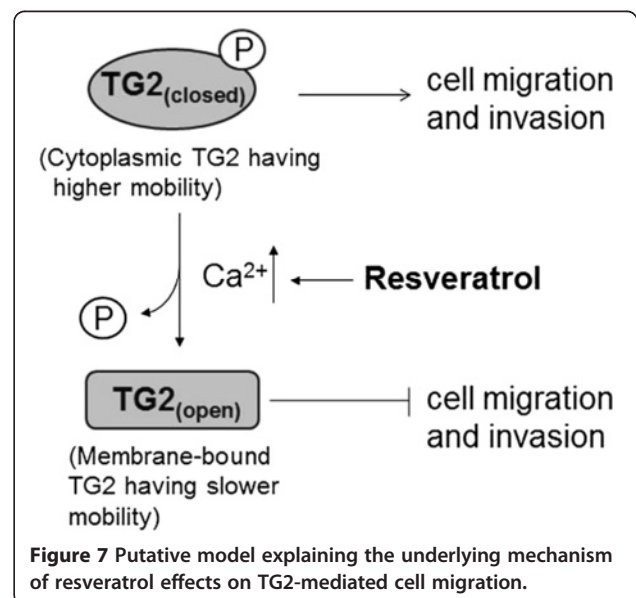 P
TG2(closed)
cell migration
and invasion
(Cytoplasmic TG2 having
higher mobility)
Ca²⁺
Resveratrol
P
TG2(open)
cell migration
and invasion
(Membrane-bound
TG2 having slower
mobility)
Figure 7 Putative model explaining the underlying mechanism
of resveratrol effects on TG2-mediated cell migration.